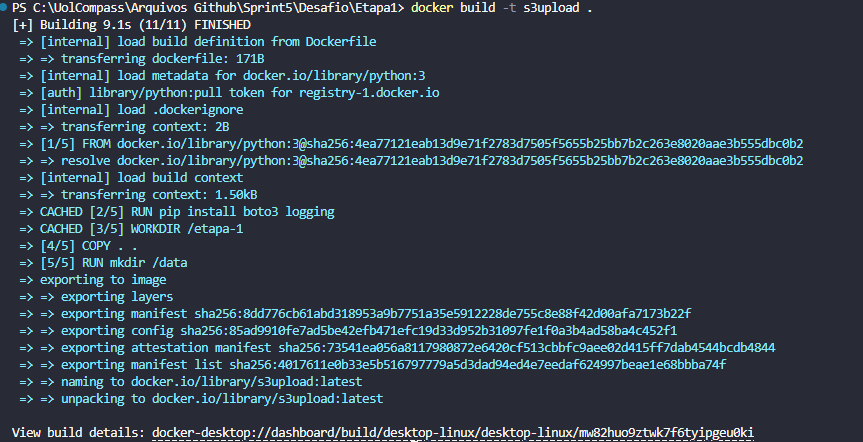 PS C:\UolCompass\Arquivos Github\Sprint5\Desafio\Etapa1> docker build -t s3upload .
[+] Building 9.1s (11/11) FINISHED
=> [internal] load build definition from Dockerfile
=> => transferring dockerfile: 171B
=> [internal] load metadata for docker.io/library/python:3
=> [auth] library/python:pull token for registry-1.docker.io
=> [internal] load .dockerignore
=> => transferring context: 2B
=> [1/5] FROM docker.io/library/python:3@sha256:4ea77121eab13d9e71f2783d7505f5655b25bb7b2c263e8020aae3b555dbc0b2
=> => resolve docker.io/library/python:3@sha256:4ea77121eab13d9e71f2783d7505f5655b25bb7b2c263e8020aae3b555dbc0b2
=> [internal] load build context
=> => transferring context: 1.50kB
=> CACHED [2/5] RUN pip install boto3 logging
=> CACHED [3/5] WORKDIR /etapa-1
=> [4/5] COPY . .
=> [5/5] RUN mkdir /data
=> exporting to image
=> => exporting layers
=> => exporting manifest sha256:8dd776cb61abd318953a9b7751a35e5912228de755c8e88f42d00afa7173b22f
=> => exporting config sha256:85ad9910fe7ad5be42efb471efc19d33d952b31097fe1f0a3b4ad58ba4c452f1
=> => exporting attestation manifest sha256:73541ea056a8117980872e6420cf513cbbfc9aee02d415ff7dab4544bcdb4844
=> => exporting manifest list sha256:4017611e0b33e5b516797779a5d3dad94ed4e7eedaf624997beae1e68bbba74f
=> => naming to docker.io/library/s3upload:latest
=> => unpacking to docker.io/library/s3upload:latest
View build details: docker-desktop://dashboard/build/desktop-linux/desktop-linux/mw82huo9ztwk7f6tyipgeu0ki